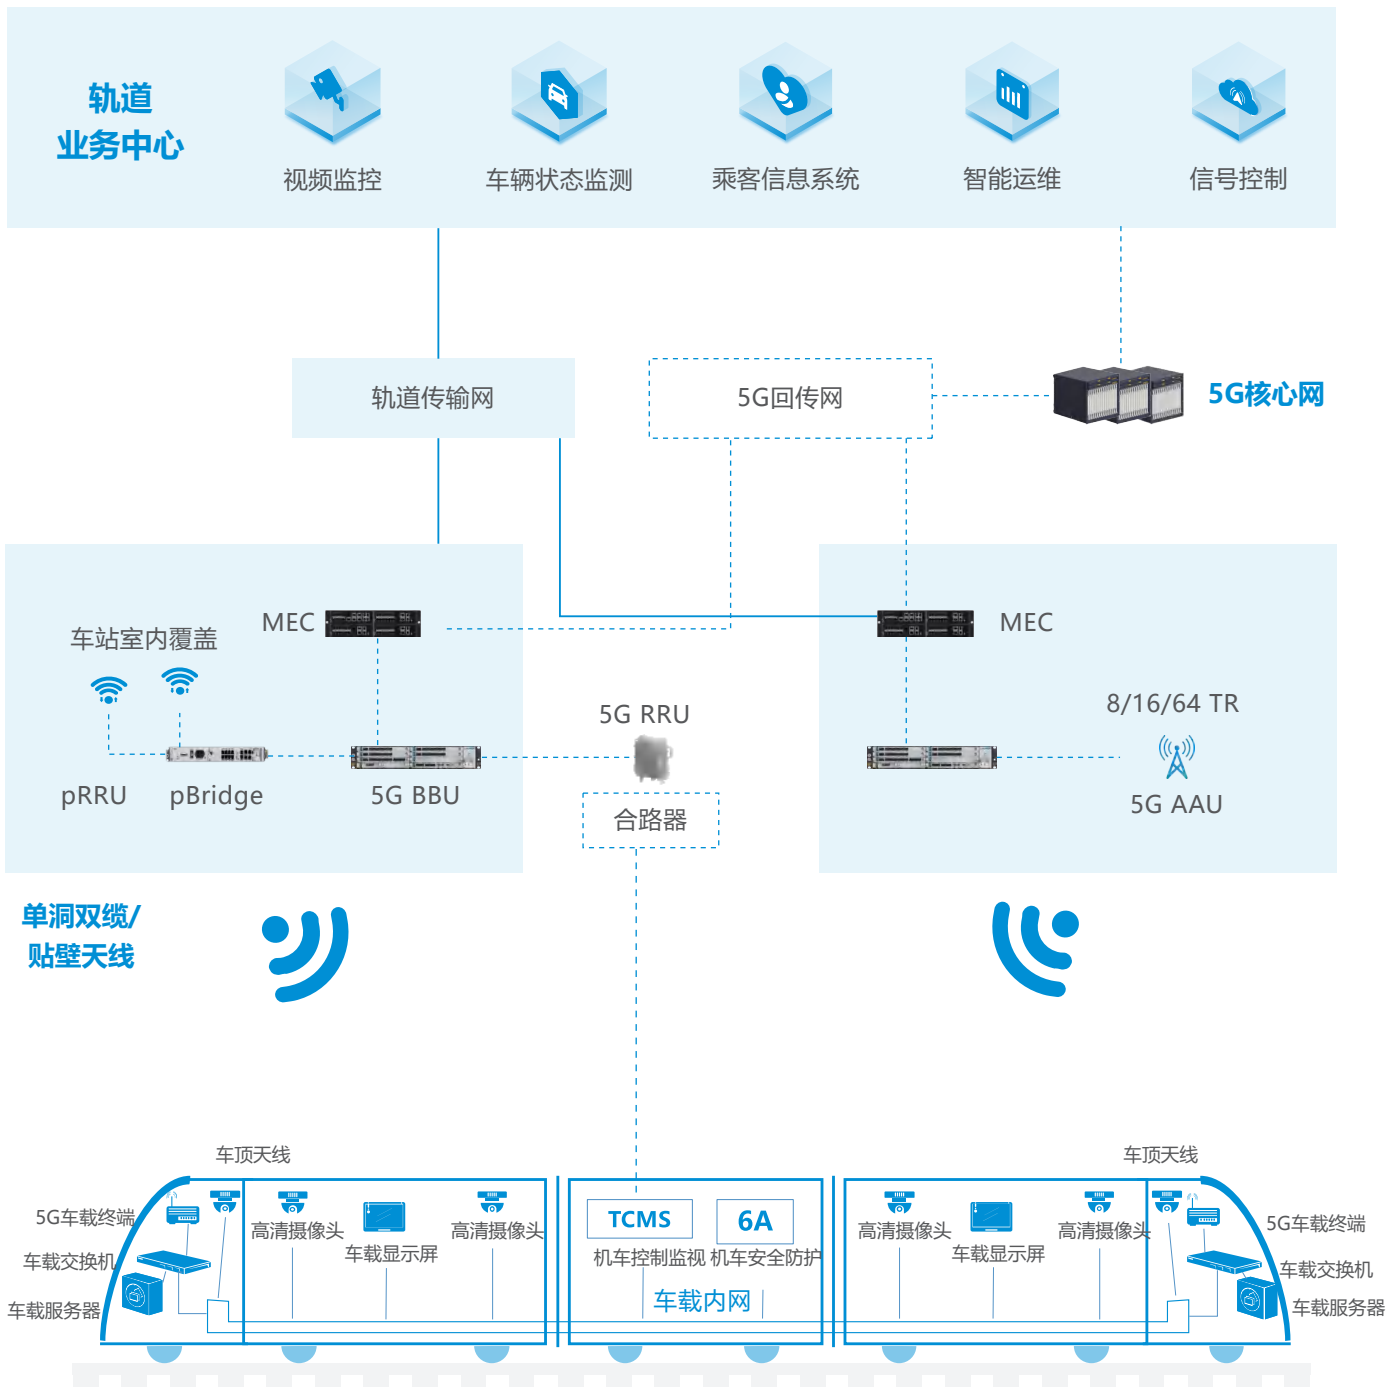 轨道
业务中心
视频监控
车辆状态监测
乘客信息系统
智能运维
信号控制
轨道传输网
5G回传网
5G核心网
MEC
MEC
车站室内覆盖
5G RRU
8/16/64 TR
pRRU
pBridge
5G BBU
5G AAU
合路器
单洞双缆/
贴壁天线
车顶天线
车顶天线
5G车载终端
高清摄像头
高清摄像头
TCMS
6A
高清摄像头
高清摄像头
5G车载终端
车载显示屏
车载显示屏
机车控制监视
机车安全防护
车载交换机
车载交换机
车载内网
车载服务器
车载服务器